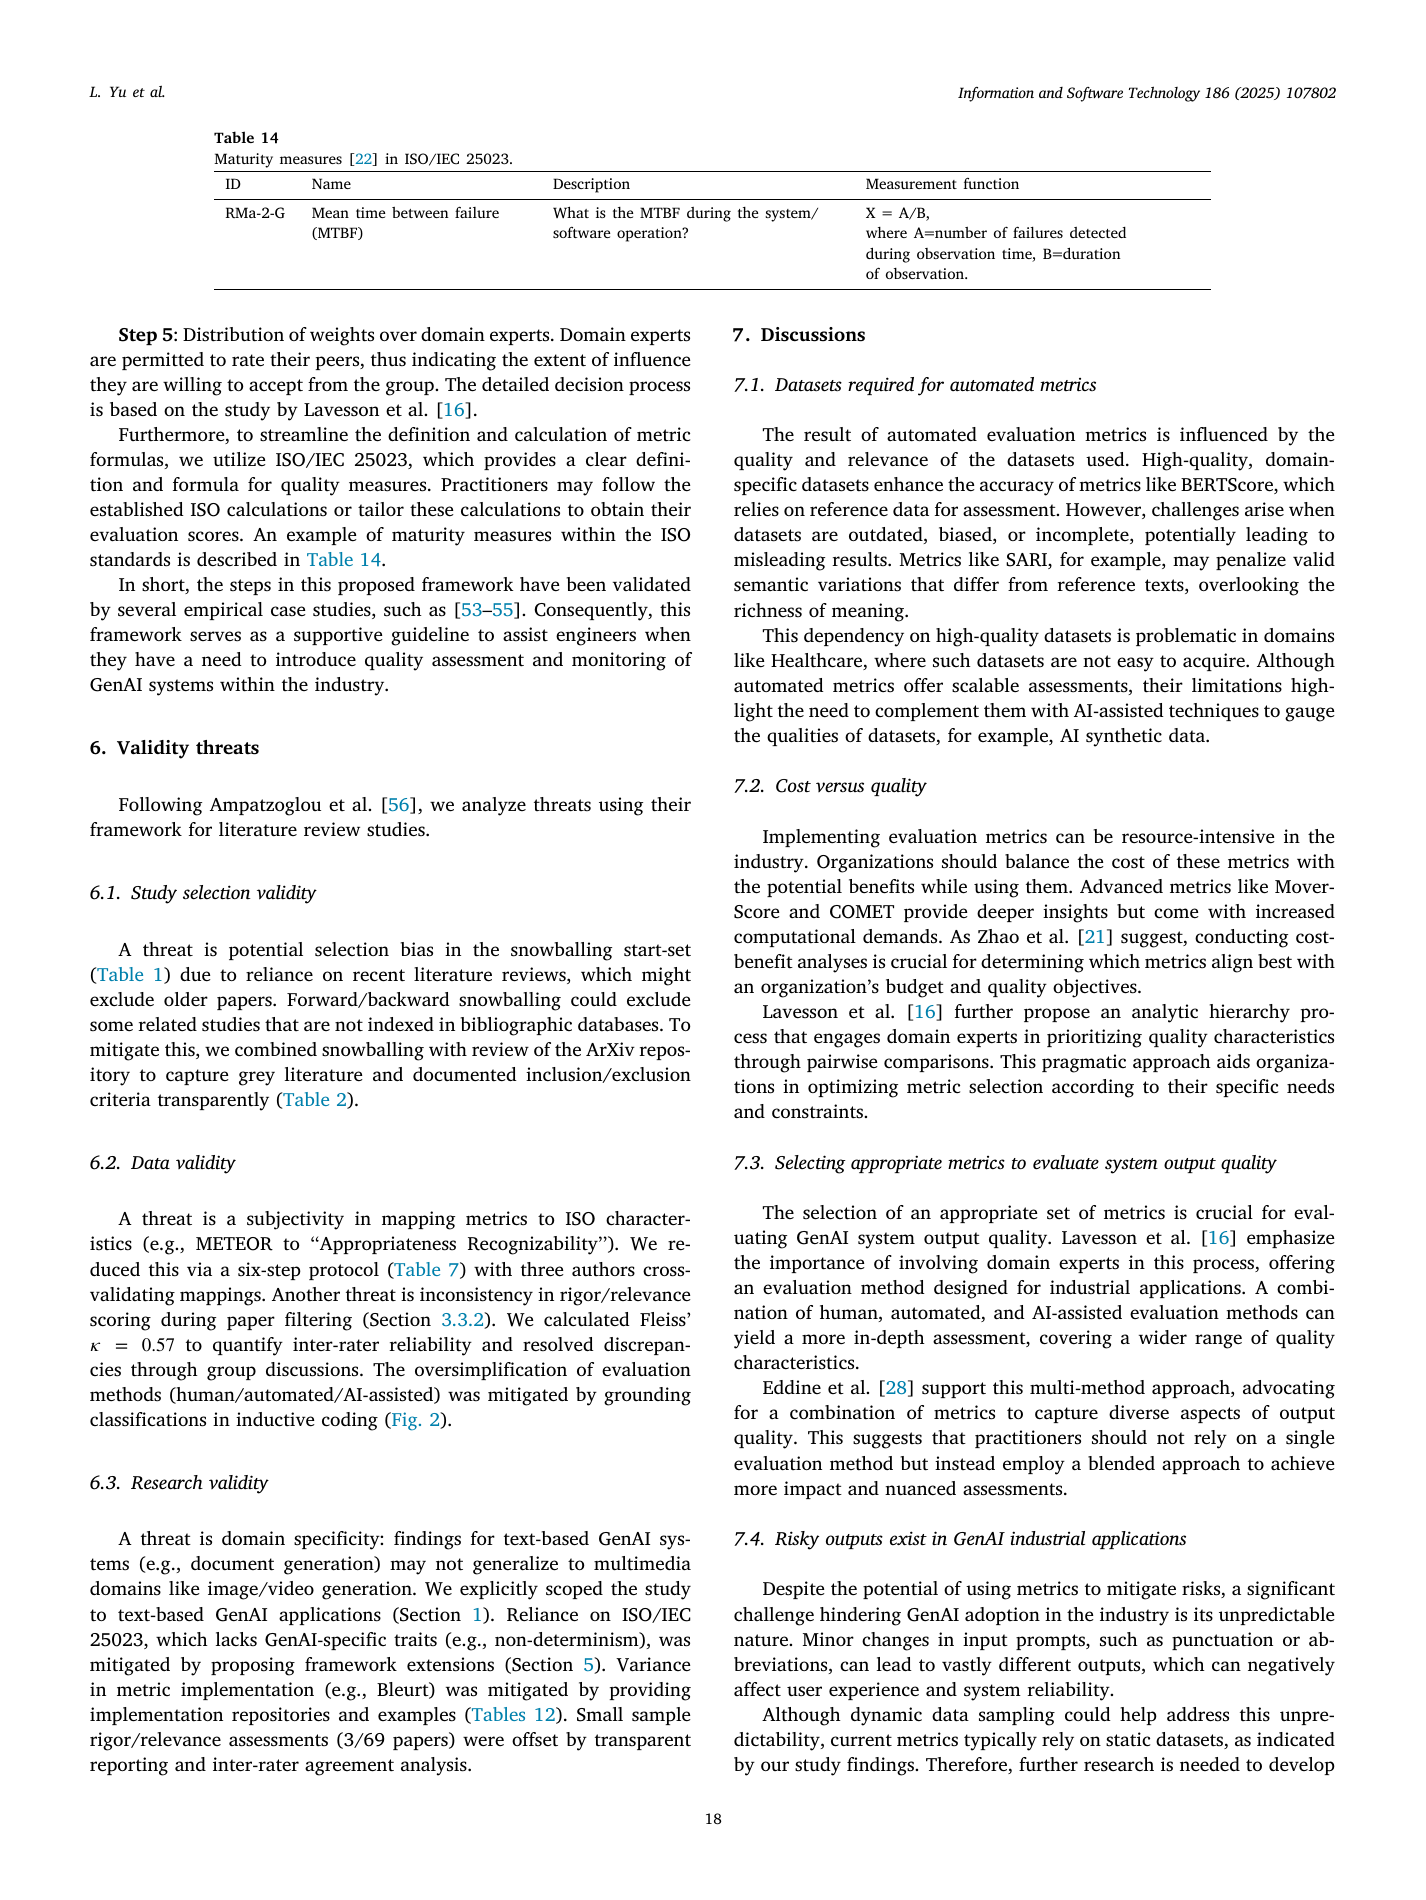 L. Yu et al.
Information and Software Technology 186 (2025) 107802
Table 14
Maturity measures [22] in ISO/IEC 25023.
ID Name Description Measurement function
RMa-2-G Mean time between failure What is the MTBF during the system/ X = A/B,
(MTBF) software operation? where A=number of failures detected
during observation time, B=duration
of observation.
Step 5: Distribution of weights over domain experts. Domain experts
are permitted to rate their peers, thus indicating the extent of influence
they are willing to accept from the group. The detailed decision process
is based on the study by Lavesson et al. [16].
Furthermore, to streamline the definition and calculation of metric
formulas, we utilize ISO/IEC 25023, which provides a clear defini-
tion and formula for quality measures. Practitioners may follow the
established ISO calculations or tailor these calculations to obtain their
evaluation scores. An example of maturity measures within the ISO
standards is described in Table 14.
In short, the steps in this proposed framework have been validated
by several empirical case studies, such as [53–55]. Consequently, this
framework serves as a supportive guideline to assist engineers when
they have a need to introduce quality assessment and monitoring of
GenAI systems within the industry.
6. Validity threats
Following Ampatzoglou et al. [56], we analyze threats using their
framework for literature review studies.
6.1. Study selection validity
A threat is potential selection bias in the snowballing start-set
(Table 1) due to reliance on recent literature reviews, which might
exclude older papers. Forward/backward snowballing could exclude
some related studies that are not indexed in bibliographic databases. To
mitigate this, we combined snowballing with review of the ArXiv repos-
itory to capture grey literature and documented inclusion/exclusion
criteria transparently (Table 2).
6.2. Data validity
A threat is a subjectivity in mapping metrics to ISO character-
istics (e.g., METEOR to ‘‘Appropriateness Recognizability’’). We re-
duced this via a six-step protocol (Table 7) with three authors cross-
validating mappings. Another threat is inconsistency in rigor/relevance
scoring during paper filtering (Section 3.3.2). We calculated Fleiss’
κ = 0.57 to quantify inter-rater reliability and resolved discrepan-
cies through group discussions. The oversimplification of evaluation
methods (human/automated/AI-assisted) was mitigated by grounding
classifications in inductive coding (Fig. 2).
6.3. Research validity
A threat is domain specificity: findings for text-based GenAI sys-
tems (e.g., document generation) may not generalize to multimedia
domains like image/video generation. We explicitly scoped the study
to text-based GenAI applications (Section 1). Reliance on ISO/IEC
25023, which lacks GenAI-specific traits (e.g., non-determinism), was
mitigated by proposing framework extensions (Section 5). Variance
in metric implementation (e.g., Bleurt) was mitigated by providing
implementation repositories and examples (Tables 12). Small sample
rigor/relevance assessments (3/69 papers) were offset by transparent
reporting and inter-rater agreement analysis.
7. Discussions
7.1. Datasets required for automated metrics
The result of automated evaluation metrics is influenced by the
quality and relevance of the datasets used. High-quality, domain-
specific datasets enhance the accuracy of metrics like BERTScore, which
relies on reference data for assessment. However, challenges arise when
datasets are outdated, biased, or incomplete, potentially leading to
misleading results. Metrics like SARI, for example, may penalize valid
semantic variations that differ from reference texts, overlooking the
richness of meaning.
This dependency on high-quality datasets is problematic in domains
like Healthcare, where such datasets are not easy to acquire. Although
automated metrics offer scalable assessments, their limitations high-
light the need to complement them with AI-assisted techniques to gauge
the qualities of datasets, for example, AI synthetic data.
7.2. Cost versus quality
Implementing evaluation metrics can be resource-intensive in the
industry. Organizations should balance the cost of these metrics with
the potential benefits while using them. Advanced metrics like Mover-
Score and COMET provide deeper insights but come with increased
computational demands. As Zhao et al. [21] suggest, conducting cost-
benefit analyses is crucial for determining which metrics align best with
an organization’s budget and quality objectives.
Lavesson et al. [16] further propose an analytic hierarchy pro-
cess that engages domain experts in prioritizing quality characteristics
through pairwise comparisons. This pragmatic approach aids organiza-
tions in optimizing metric selection according to their specific needs
and constraints.
7.3. Selecting appropriate metrics to evaluate system output quality
The selection of an appropriate set of metrics is crucial for eval-
uating GenAI system output quality. Lavesson et al. [16] emphasize
the importance of involving domain experts in this process, offering
an evaluation method designed for industrial applications. A combi-
nation of human, automated, and AI-assisted evaluation methods can
yield a more in-depth assessment, covering a wider range of quality
characteristics.
Eddine et al. [28] support this multi-method approach, advocating
for a combination of metrics to capture diverse aspects of output
quality. This suggests that practitioners should not rely on a single
evaluation method but instead employ a blended approach to achieve
more impact and nuanced assessments.
7.4. Risky outputs exist in GenAI industrial applications
Despite the potential of using metrics to mitigate risks, a significant
challenge hindering GenAI adoption in the industry is its unpredictable
nature. Minor changes in input prompts, such as punctuation or ab-
breviations, can lead to vastly different outputs, which can negatively
affect user experience and system reliability.
Although dynamic data sampling could help address this unpre-
dictability, current metrics typically rely on static datasets, as indicated
by our study findings. Therefore, further research is needed to develop
18